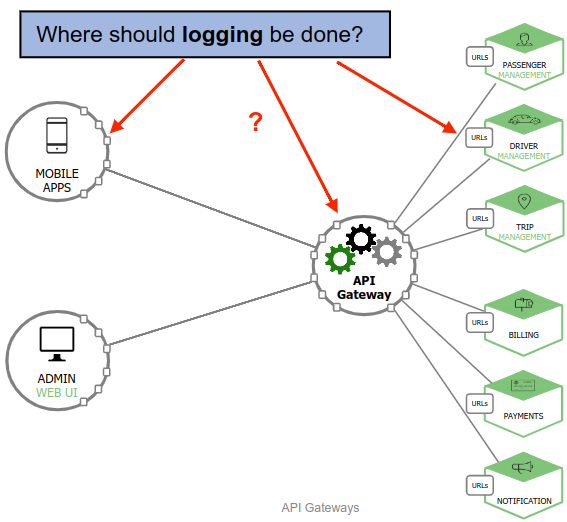 Where should logging be done?
?
MOBILE
APPS
ADMIN
WEB UI
API
Gateway
URLS
PASSENGER
MANAGEMENT
URLs
DRIVER
MANAGEMENT
URLs
TRIP
MANAGEMENT
URLs
BILLING
URLs
PAYMENTS
URLs
NOTIFICATION
API Gateways